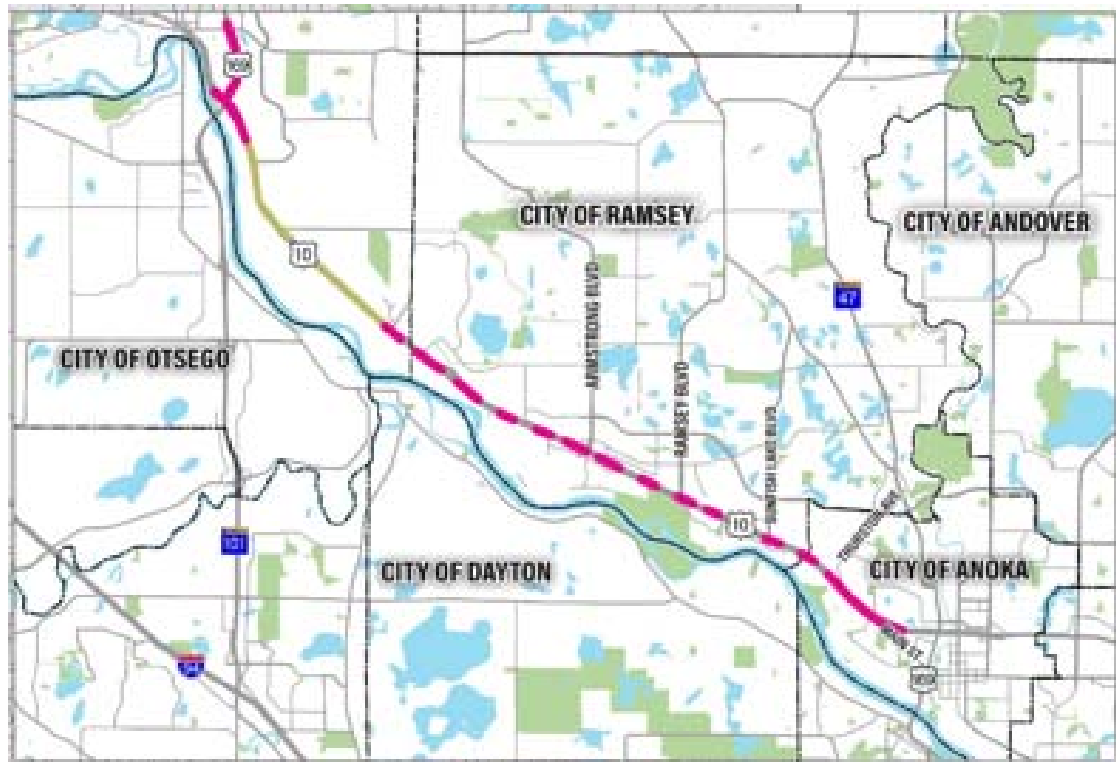 169
CITY OF RAMSEY
CITY OF ANDOVER
10
47
ARMSTRONG BLVD
CITY OF OTSEGO
RAMSEY BLVD
SUNFISH LAKE BLVD
10
THURSTON AVE
101
CITY OF DAYTON
CITY OF ANOKA
MAIN ST
94
169